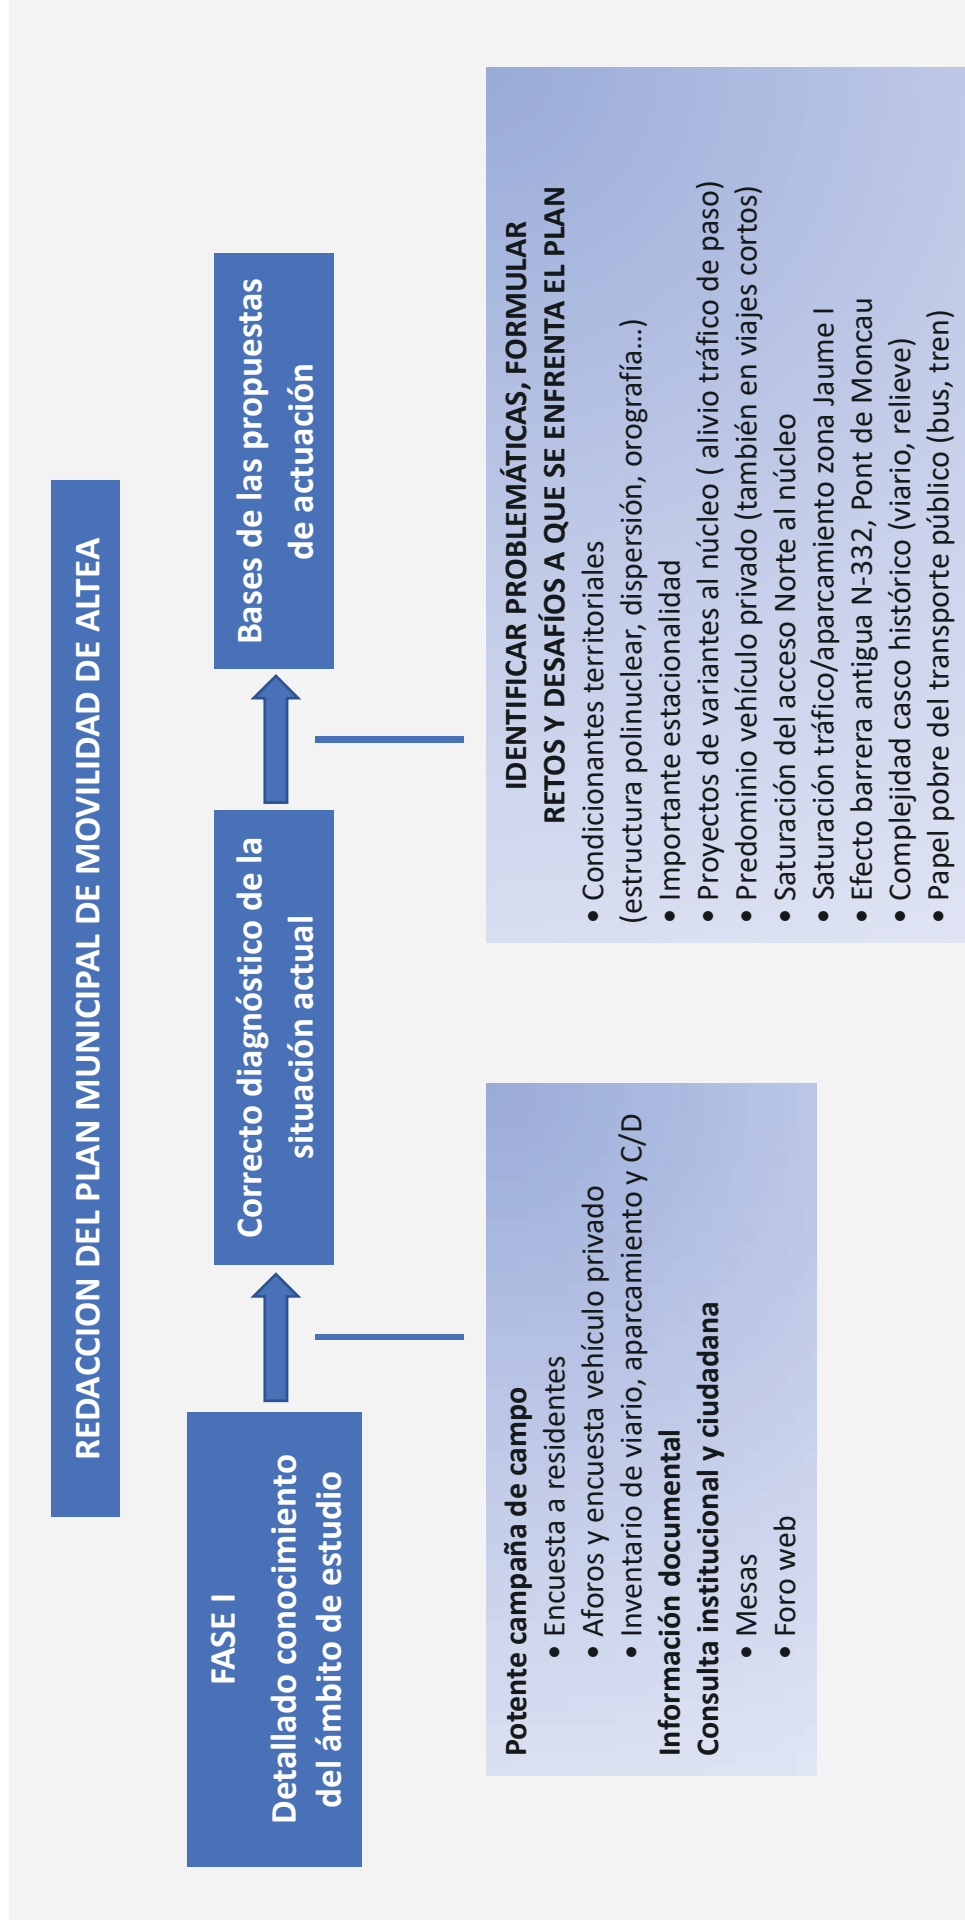 REDACCION DEL PLAN MUNICIPAL DE MOVILIDAD DE ALTEA
FASE I
Detallado conocimiento
del ámbito de estudio
Correcto diagnóstico de la
situación actual
Bases de las propuestas
de actuación
Potente campaña de campo
• Encuesta a residentes
• Aforos y encuesta vehículo privado
• Inventario de viario, aparcamiento y C/D
Información documental
Consulta institucional y ciudadana
• Mesas
• Foro web
IDENTIFICAR PROBLEMÁTICAS, FORMULAR
RETOS Y DESAFÍOS A QUE SE ENFRENTA EL PLAN
• Condicionantes territoriales
(estructura polinuclear, dispersión, orografía...)
• Importante estacionalidad
• Proyectos de variantes al núcleo ( alivio tráfico de paso)
• Predominio vehículo privado (también en viajes cortos)
• Saturación del acceso Norte al núcleo
• Saturación tráfico/aparcamiento zona Jaume I
• Efecto barrera antigua N-332, Pont de Moncau
• Complejidad casco histórico (viario, relieve)
• Papel pobre del transporte público (bus, tren)